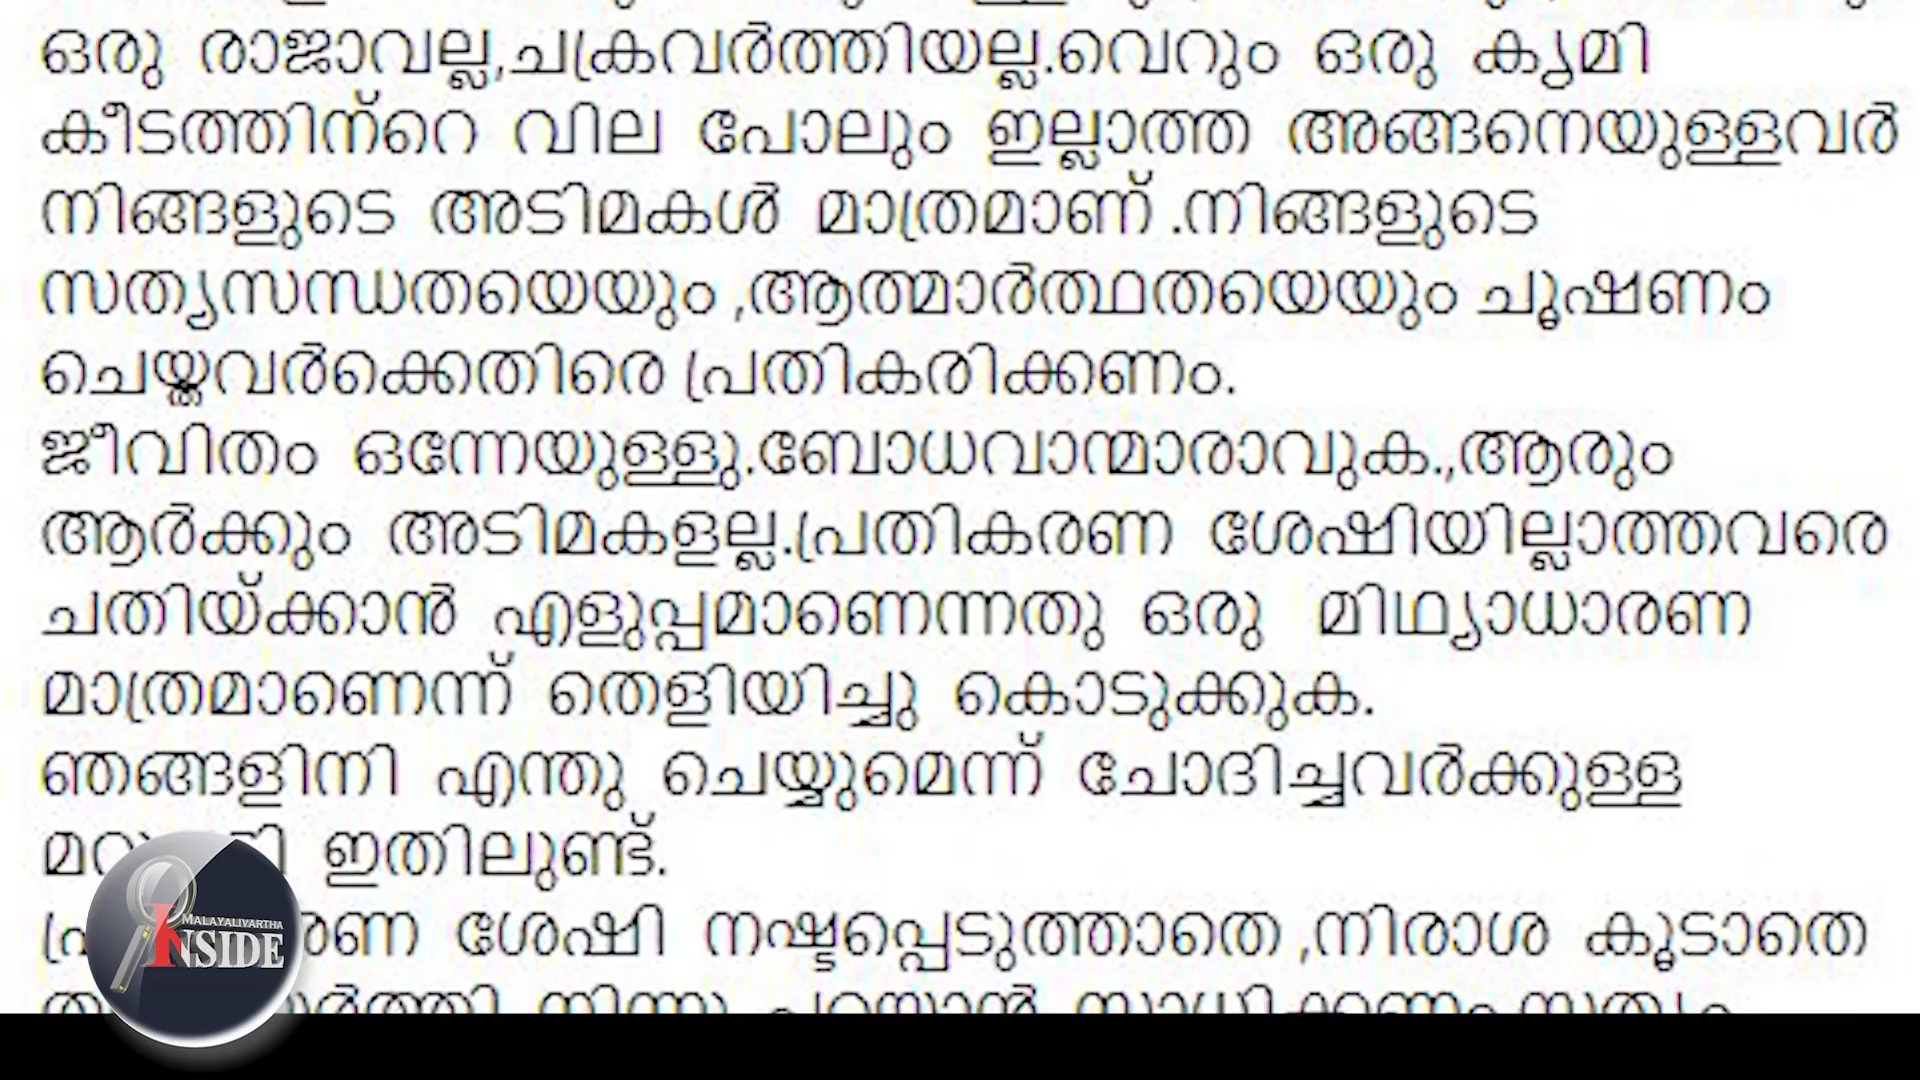 ഒരു രാജാവല്ല,ചക്രവർത്തിയല്ല.വെറും ഒരു കൃമി
കീടത്തിന്റെ വില പോലും ഇല്ലാത്ത അങ്ങനെയുള്ളവർ
നിങ്ങളുടെ അടിമകൾ മാത്രമാണ് .നിങ്ങളുടെ
സത്യസന്ധതയെയും ,ആത്മാർത്ഥതയെയും ചൂഷണം
ചെയ്തവർക്കെതിരെ പ്രതികരിക്കണം.
ജീവിതം ഒന്നേയുള്ളു.ബോധവാന്മാരാവുക.,ആരും
ആർക്കും അടിമകളല്ല.പ്രതികരണ ശേഷിയില്ലാത്തവരെ
ചതിയ്ക്കാൻ എളുപ്പമാണെന്നതു ഒരു മിഥ്യാധാരണ
മാത്രമാണെന്ന് തെളിയിച്ചു കൊടുക്കുക.
ഞങ്ങളിനി എന്തു ചെയ്യുമെന്ന് ചോദിച്ചവർക്കുള്ള
ഇതിലുണ്ട്.
ശേഷി നഷ്ടപ്പെടുത്താതെ ,നിരാശ കൂടാതെ
MALAYALIVARTHA
INSIDE